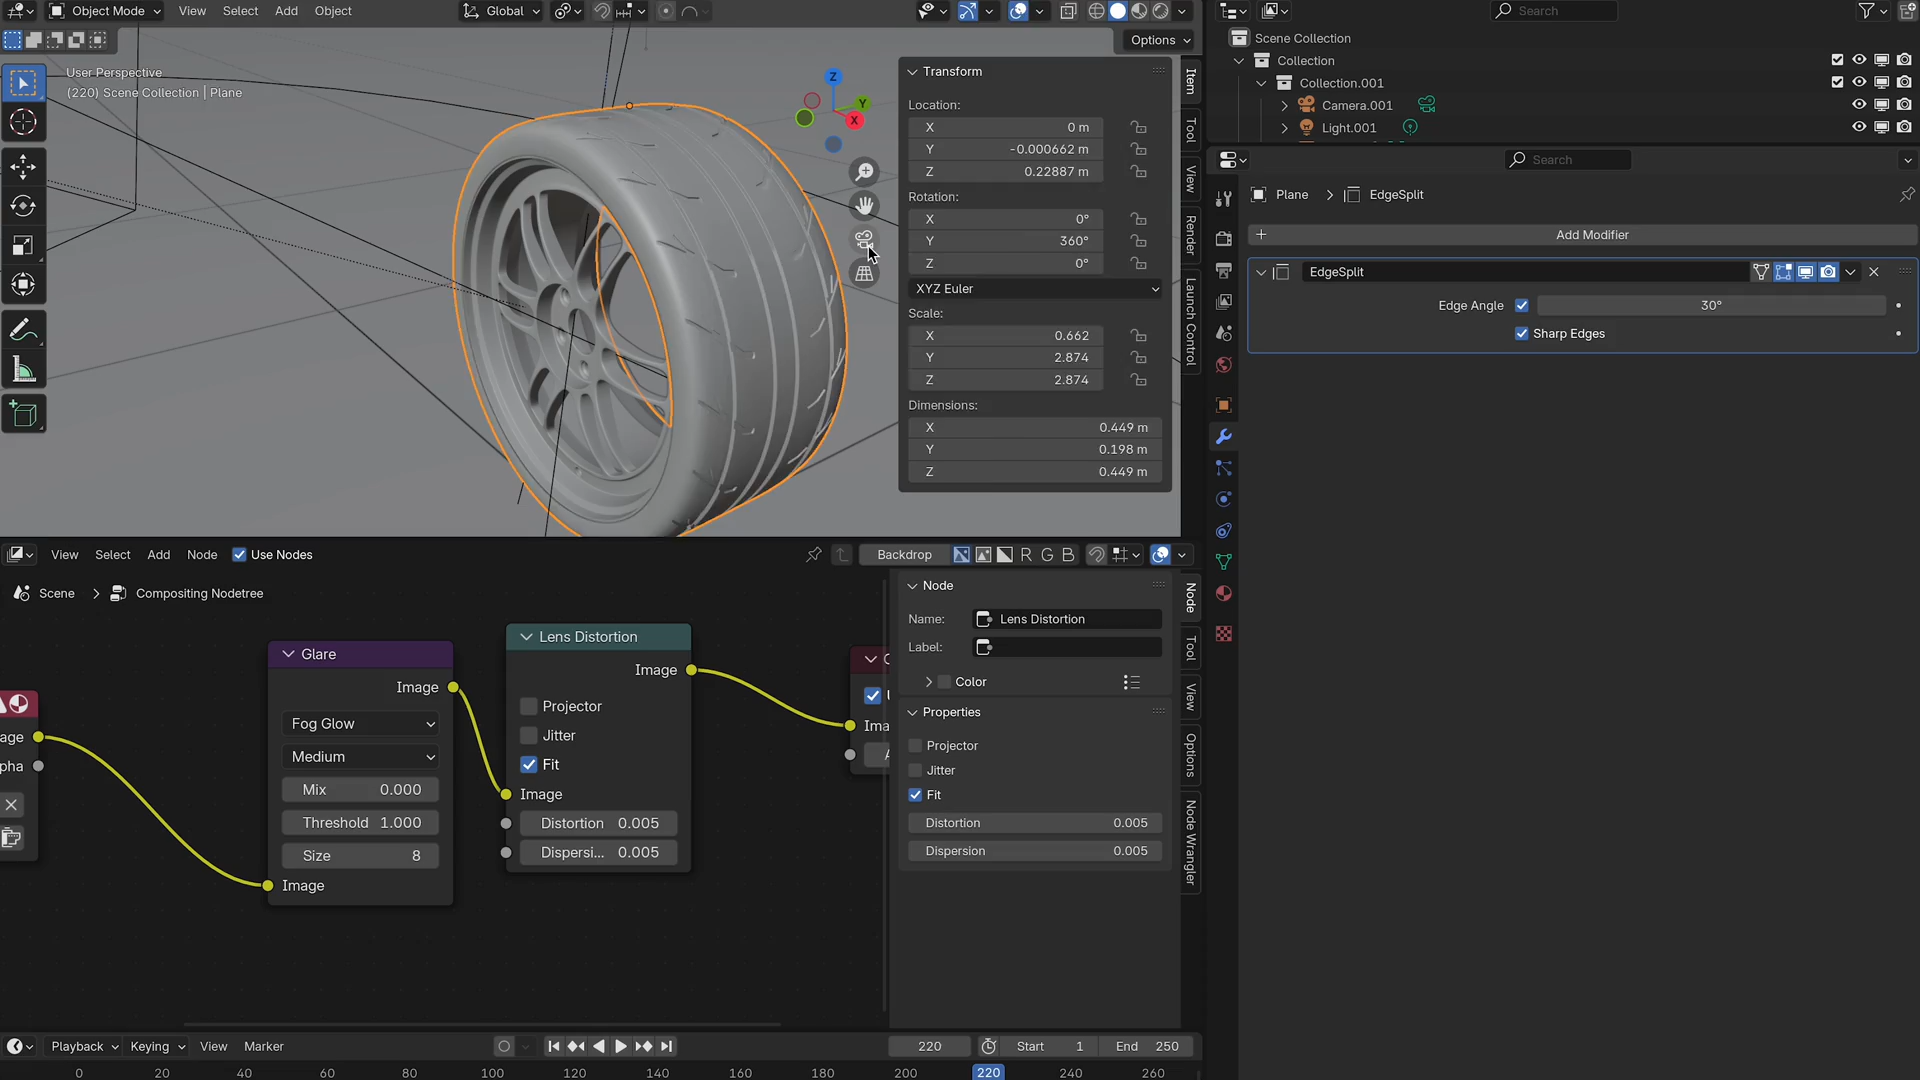 Object Mode
View
Select
Add
Object
Global
Options
User Perspective
(220) Scene Collection | Plane
Z
Y
X
Transform
Location:
X 0 m
Y -0.000662 m
Z 0.22887 m
Rotation:
X 0°
Y 360°
Z 0°
XYZ Euler
Scale:
X 0.662
Y 2.874
Z 2.874
Dimensions:
X 0.449 m
Y 0.198 m
Z 0.449 m
Item
Tool
View
Render
Launch Control
Search
Scene Collection
Collection
Collection.001
Camera.001
Light.001
Search
Plane > EdgeSplit
+ Add Modifier
EdgeSplit
Edge Angle 30°
Sharp Edges
View
Select
Add
Node
Use Nodes
Backdrop
R G B
Scene > Compositing Nodetree
age
pha
Glare
Image
Fog Glow
Medium
Mix 0.000
Threshold 1.000
Size 8
Image
Lens Distortion
Image
Projector
Jitter
Fit
Image
Distortion 0.005
Dispersi... 0.005
Ima
Node
Name: Lens Distortion
Label:
Color
Properties
Projector
Jitter
Fit
Distortion 0.005
Dispersion 0.005
Node
Tool
View
Options
Node Wrangler
Playback
Keying
View
Marker
220
Start 1
End 250
0 20 40 60 80 100 120 140 160 180 200 220 240 260